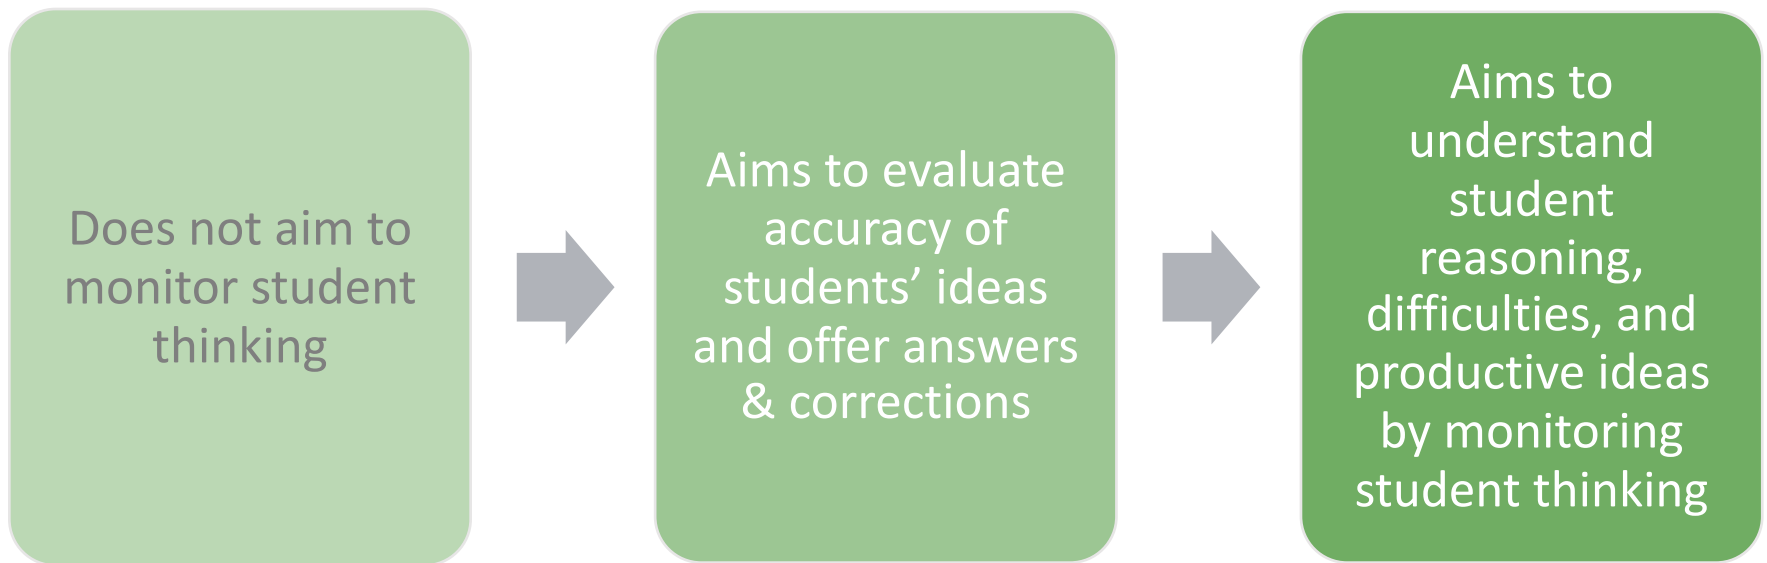 Does not aim to
monitor student
thinking
Aims to evaluate
accuracy of
students’ ideas
and offer answers
& corrections
Aims to
understand
student
reasoning,
difficulties, and
productive ideas
by monitoring
student thinking